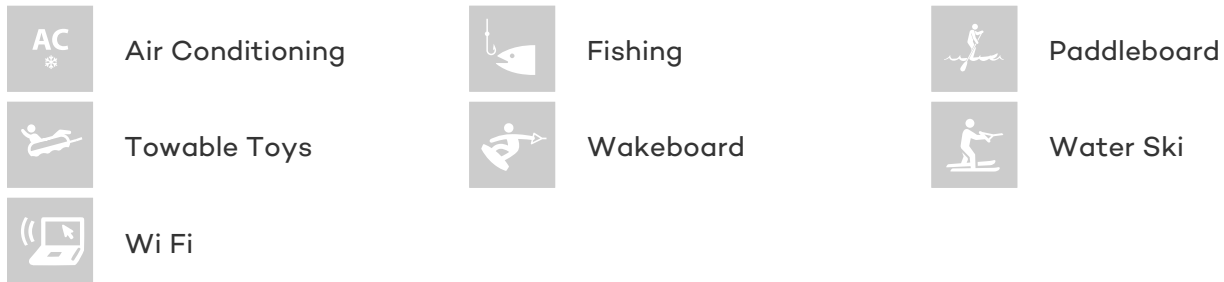 AC
Air Conditioning
Fishing
Paddleboard
Towable Toys
Wakeboard
Water Ski
Wi Fi